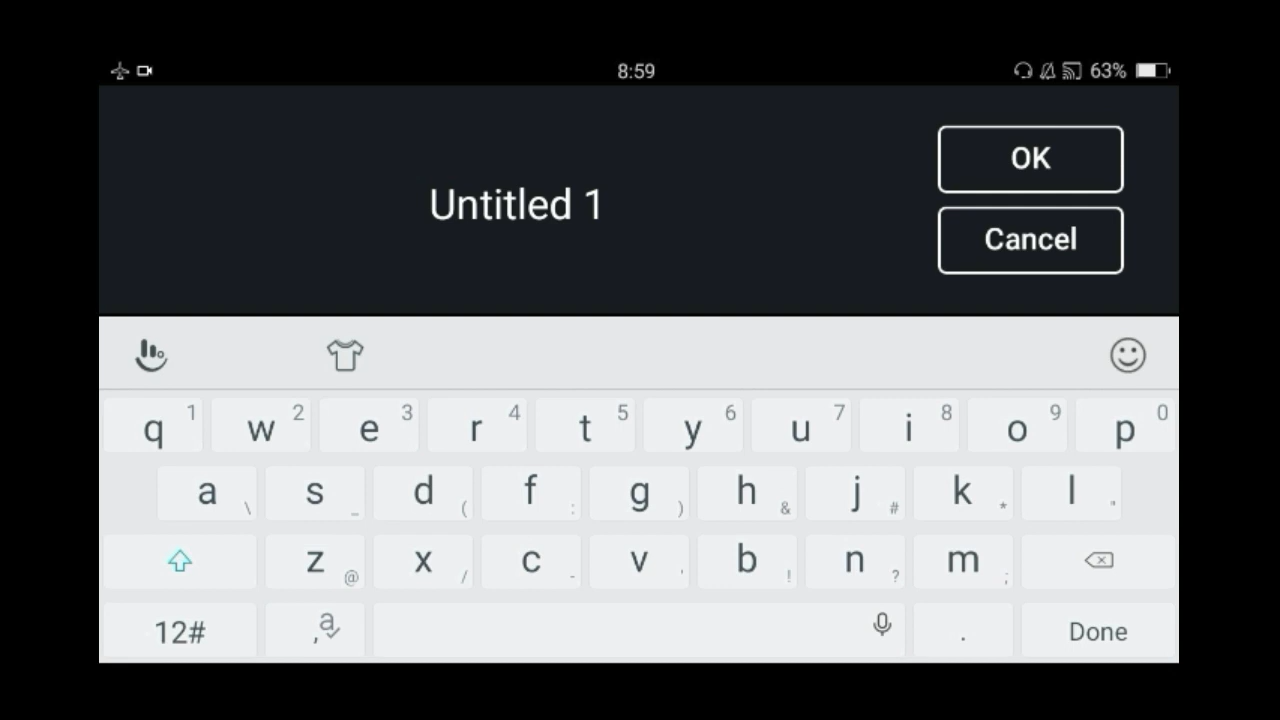 8:59
63%
OK
Untitled 1
Cancel
q 1 w 2 e 3 r 4 t 5 y 6 u 7 i 8 o 9 p 0
a \ s _ d ( f : g ) h & j # k * l "
z @ x / c - v ' b ! n ? m ;
12# , a . Done